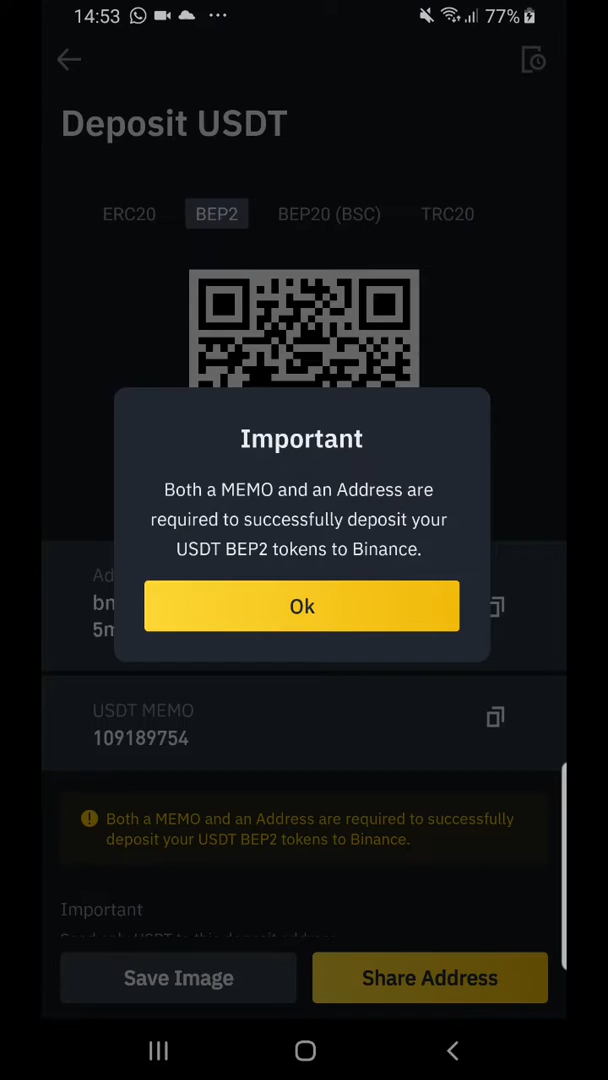 14:53
77%
Deposit USDT
ERC20 BEP2 BEP20 (BSC) TRC20
Important
Both a MEMO and an Address are
required to successfully deposit your
USDT BEP2 tokens to Binance.
Ok
USDT MEMO
109189754
Both a MEMO and an Address are required to successfully
deposit your USDT BEP2 tokens to Binance.
Important
Save Image Share Address